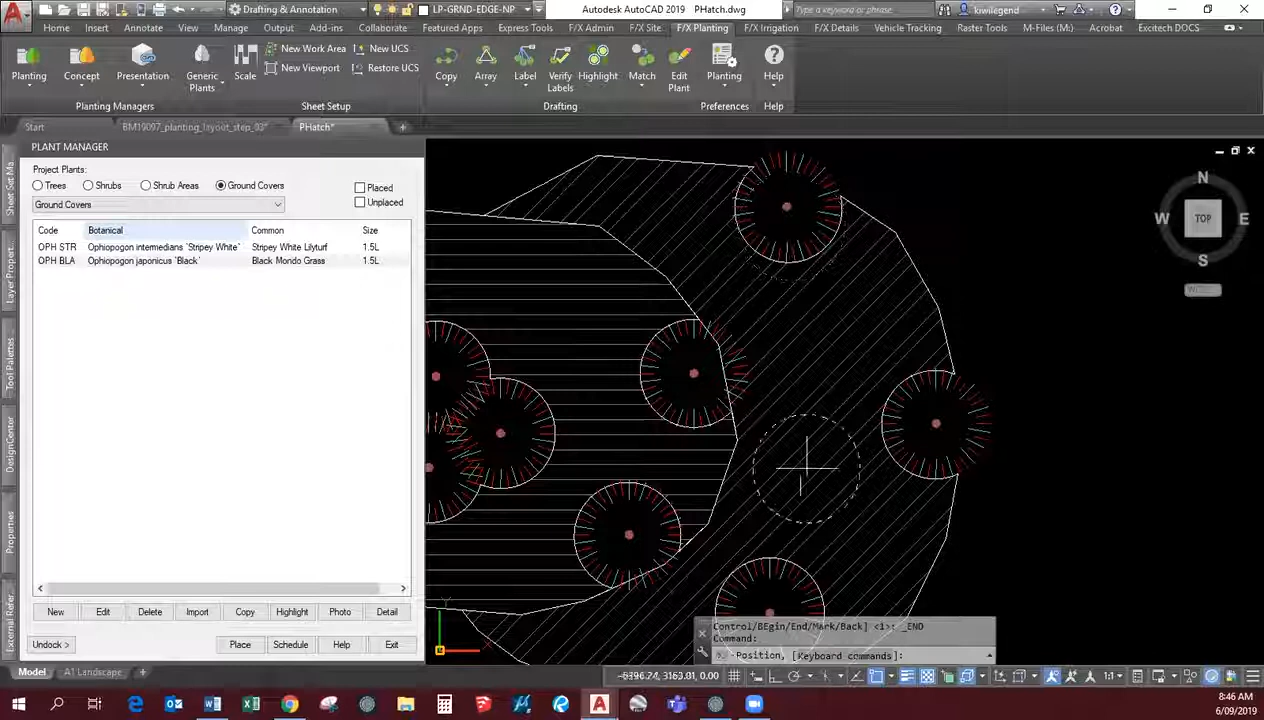 Drafting & Annotation LP-GRND-EDGE-NP Autodesk AutoCAD 2019 PHatch.dwg Type a keyword or phrase kiwilegend
Home Insert Annotate View Manage Output Add-ins Collaborate Featured Apps Express Tools F/X Admin F/X Site F/X Planting F/X Irrigation F/X Details Vehicle Tracking Raster Tools M-Files (M:) Acrobat Excitech DOCS
New Work Area New UCS
New Viewport Restore UCS
Planting Concept Presentation Generic Plants Scale Copy Array Label Verify Labels Highlight Match Edit Plant Planting Help
Planting Managers Sheet Setup Drafting Preferences Help
Start BM19097_planting_layout_step_03* PHatch*
PLANT MANAGER
Project Plants:
Trees Shrubs Shrub Areas Ground Covers Placed
Ground Covers Unplaced
Code Botanical Common Size
OPH STR Ophiopogon intermedians `Stripey White` Stripey White Lilyturf 1.5L
OPH BLA Ophiopogon japonicus `Black` Black Mondo Grass 1.5L
New Edit Delete Import Copy Highlight Photo Detail
Undock > Place Schedule Help Exit
Tool Palettes
DesignCenter
Properties
N
W TOP E
S
Control/BEgin/End/Mark/Back] <1>: _END
Command:
Position, [Keyboard commands]:
Model A1 Landscape 1:1
8:46 AM
6/09/2019